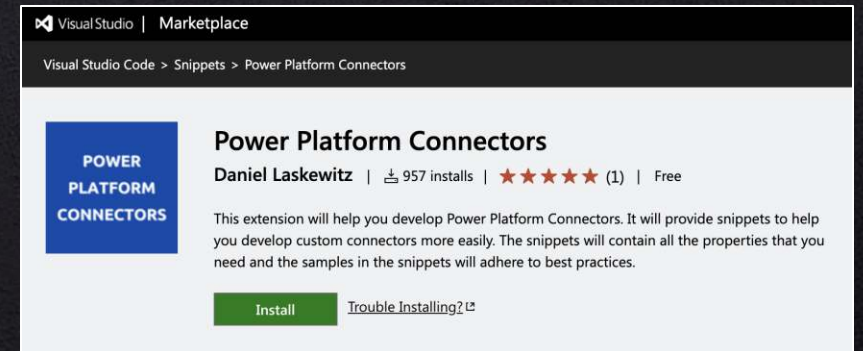 Visual Studio | Marketplace
Visual Studio Code > Snippets > Power Platform Connectors
POWER
PLATFORM
CONNECTORS
Power Platform Connectors
Daniel Laskewitz | 957 installs | ★★★★★ (1) | Free
This extension will help you develop Power Platform Connectors. It will provide snippets to help
you develop custom connectors more easily. The snippets will contain all the properties that you
need and the samples in the snippets will adhere to best practices.
Install Trouble Installing?